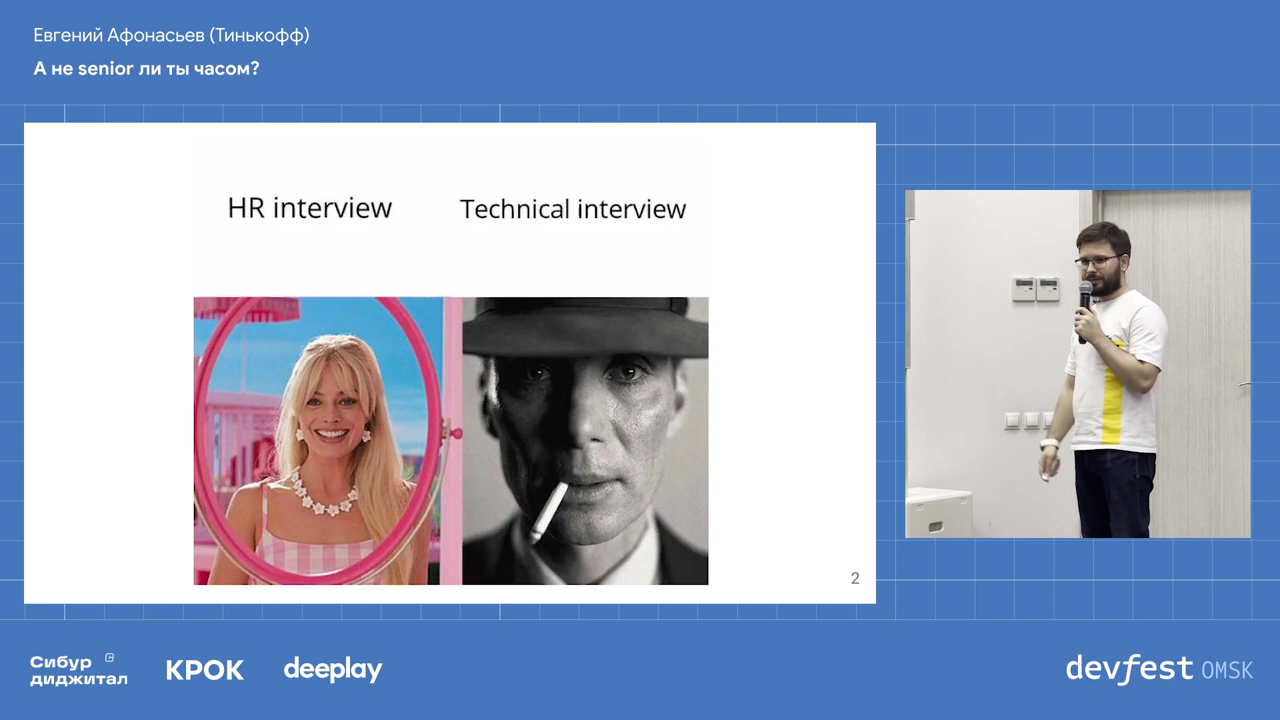 Евгений Афонасьев (Тинькофф)
А не senior ли ты часом?
HR interview
Technical interview
2
Сибур
диджитал
КРОК
deeplay
devfest OMSK